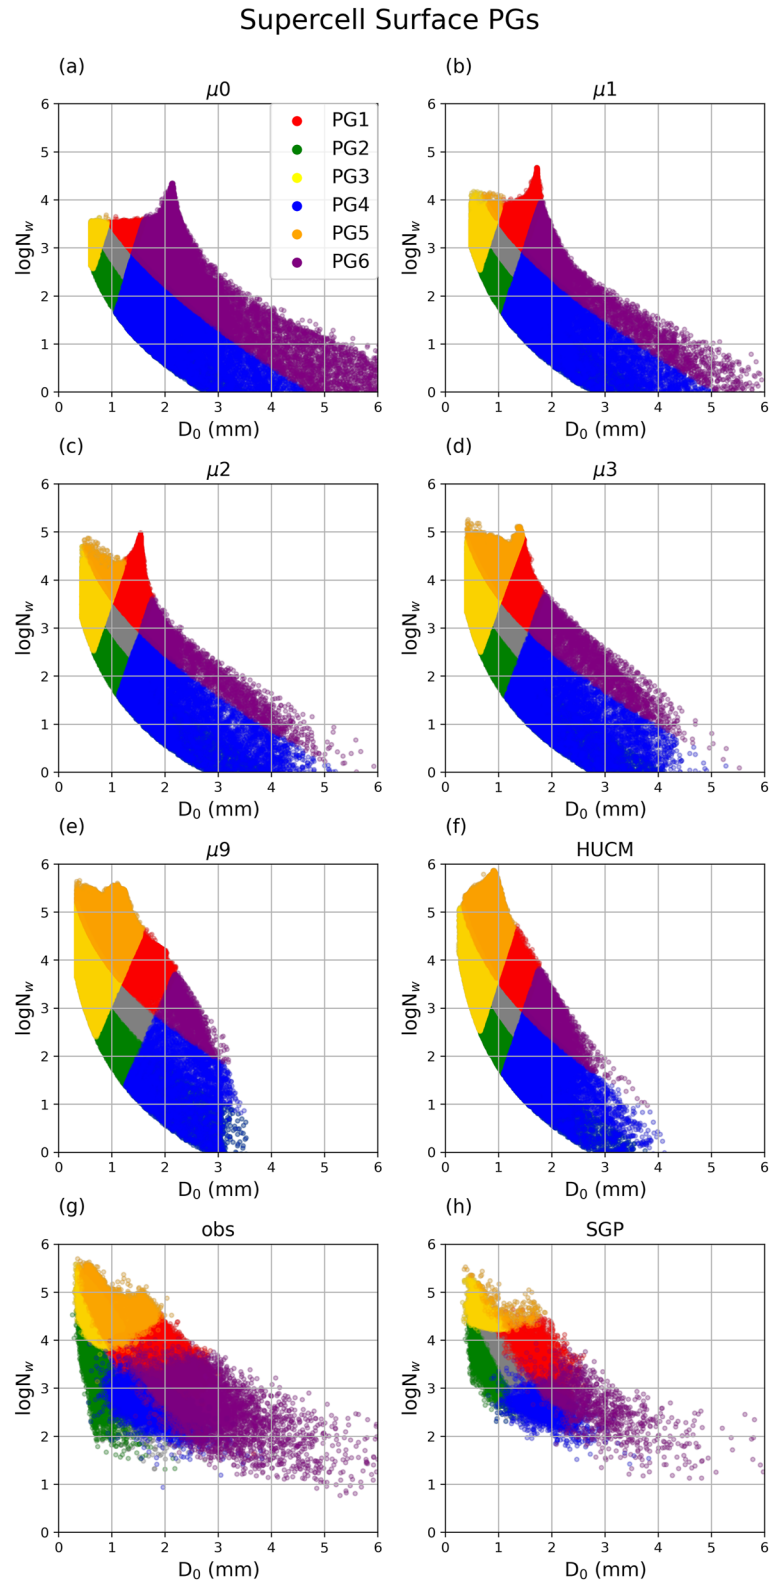 Supercell Surface PGs
(a)
μ0
6
5
4
3
2
1
0
logN_w
0 1 2 3 4 5 6
D_0 (mm)
PG1
PG2
PG3
PG4
PG5
PG6
(b)
μ1
6
5
4
3
2
1
0
logN_w
0 1 2 3 4 5 6
D_0 (mm)
(c)
μ2
6
5
4
3
2
1
0
logN_w
0 1 2 3 4 5 6
D_0 (mm)
(d)
μ3
6
5
4
3
2
1
0
logN_w
0 1 2 3 4 5 6
D_0 (mm)
(e)
μ9
6
5
4
3
2
1
0
logN_w
0 1 2 3 4 5 6
D_0 (mm)
(f)
HUCM
6
5
4
3
2
1
0
logN_w
0 1 2 3 4 5 6
D_0 (mm)
(g)
obs
6
5
4
3
2
1
0
logN_w
0 1 2 3 4 5 6
D_0 (mm)
(h)
SGP
6
5
4
3
2
1
0
logN_w
0 1 2 3 4 5 6
D_0 (mm)